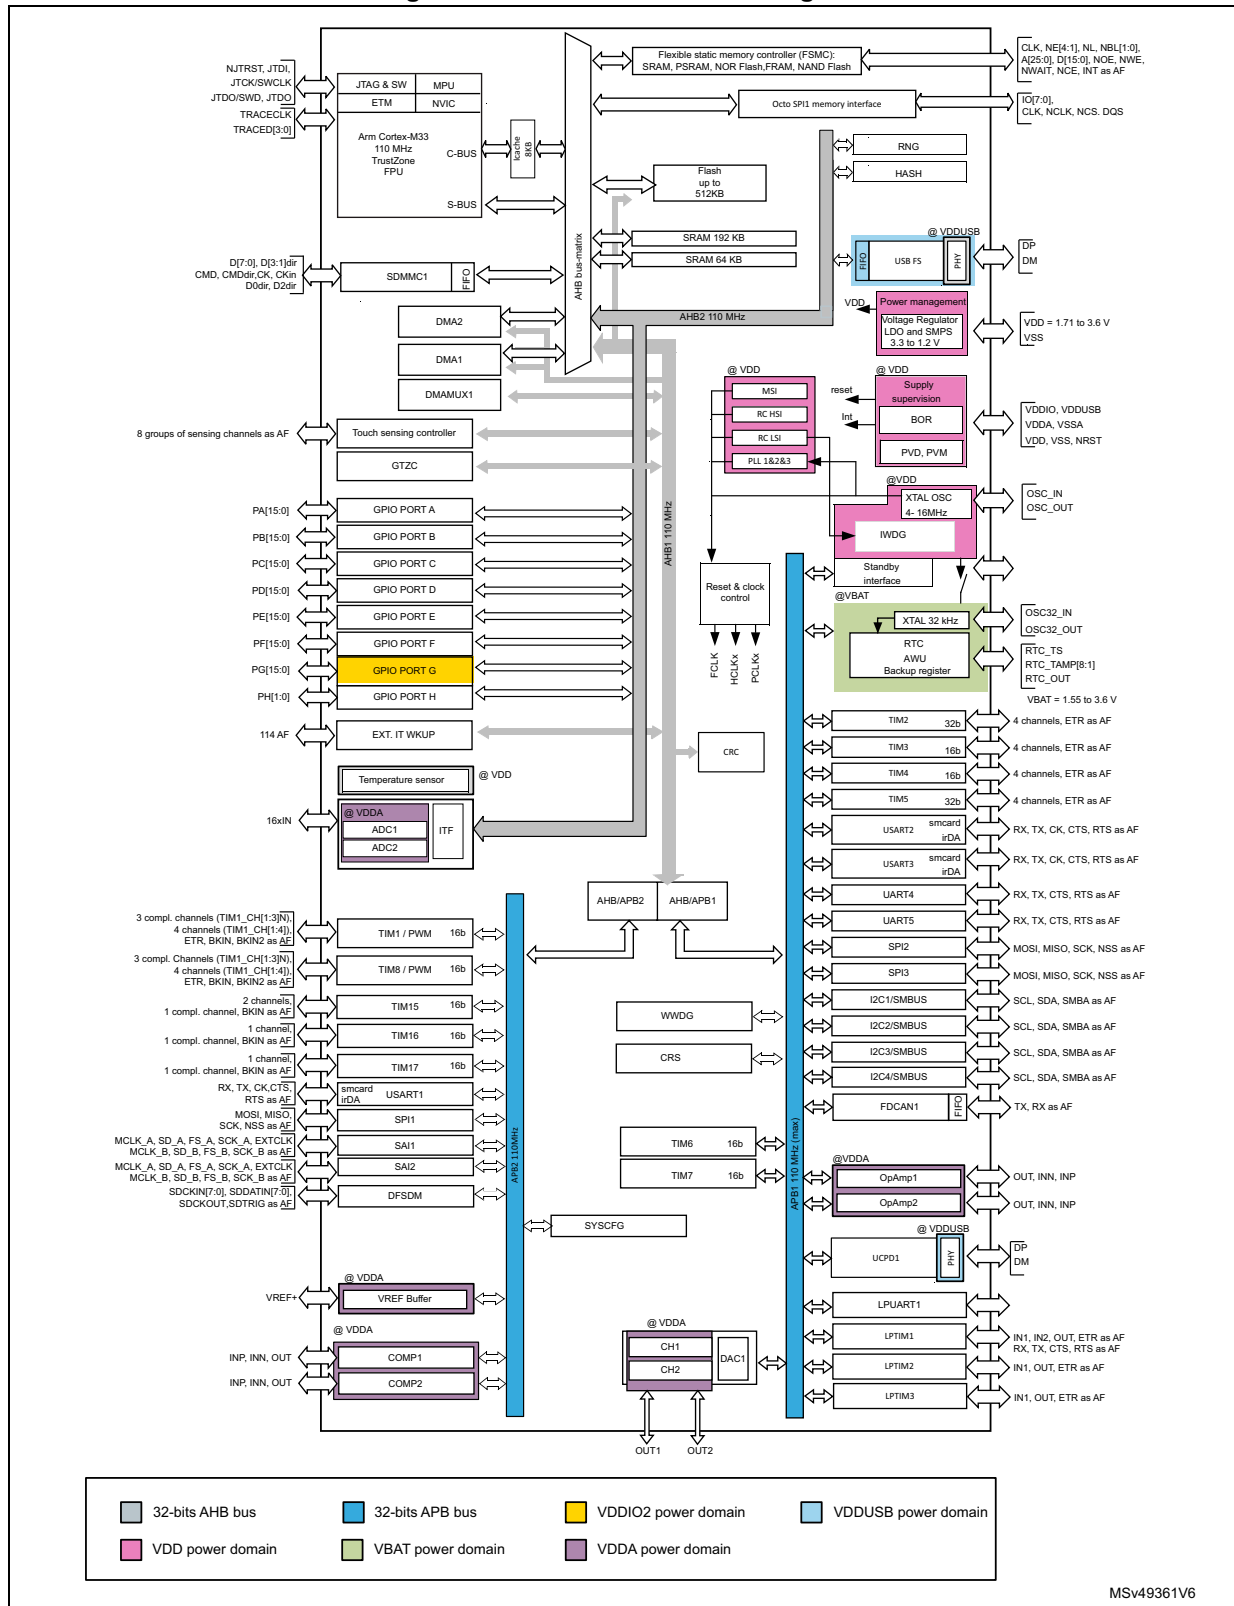 NJTRST, JTDI,
JTCK/SWCLK
JTDO/SWD, JTDO
TRACECLK
TRACED[3:0]
JTAG & SW
MPU
ETM
NVIC
Arm Cortex-M33
110 MHz
TrustZone
FPU
C-BUS
S-BUS
Icache
8KB
AHB bus-matrix
Flexible static memory controller (FSMC):
SRAM, PSRAM, NOR Flash,FRAM, NAND Flash
CLK, NE[4:1], NL, NBL[1:0],
A[25:0], D[15:0], NOE, NWE,
NWAIT, NCE, INT as AF
Octo SPI1 memory interface
IO[7:0],
CLK, NCLK, NCS. DQS
RNG
HASH
Flash
up to
512KB
SRAM 192 KB
SRAM 64 KB
@ VDDUSB
FIFO
USB FS
PHY
DP
DM
D[7:0], D[3:1]dir
CMD, CMDdir,CK, CKin
D0dir, D2dir
SDMMC1
FIFO
AHB2 110 MHz
VDD
Power management
Voltage Regulator
LDO and SMPS
3.3 to 1.2 V
VDD = 1.71 to 3.6 V
VSS
DMA2
DMA1
DMAMUX1
@ VDD
MSI
RC HSI
RC LSI
PLL 1&2&3
@ VDD
reset
Int
Supply
supervision
BOR
PVD, PVM
VDDIO, VDDUSB
VDDA, VSSA
VDD, VSS, NRST
8 groups of sensing channels as AF
Touch sensing controller
GTZC
@VDD
XTAL OSC
4- 16MHz
IWDG
OSC_IN
OSC_OUT
Standby
interface
PA[15:0]
GPIO PORT A
PB[15:0]
GPIO PORT B
PC[15:0]
GPIO PORT C
PD[15:0]
GPIO PORT D
PE[15:0]
GPIO PORT E
PF[15:0]
GPIO PORT F
PG[15:0]
GPIO PORT G
PH[1:0]
GPIO PORT H
AHB1 110 MHz
Reset & clock
control
FCLK
HCLKx
PCLKx
@VBAT
XTAL 32 kHz
RTC
AWU
Backup register
OSC32_IN
OSC32_OUT
RTC_TS
RTC_TAMP[8:1]
RTC_OUT
VBAT = 1.55 to 3.6 V
114 AF
EXT. IT WKUP
CRC
Temperature sensor
@ VDD
16xIN
@ VDDA
ADC1
ADC2
ITF
TIM2
32b
4 channels, ETR as AF
TIM3
16b
4 channels, ETR as AF
TIM4
16b
4 channels, ETR as AF
TIM5
32b
4 channels, ETR as AF
USART2
smcard
irDA
RX, TX, CK, CTS, RTS as AF
USART3
smcard
irDA
RX, TX, CK, CTS, RTS as AF
UART4
RX, TX, CTS, RTS as AF
UART5
RX, TX, CTS, RTS as AF
SPI2
MOSI, MISO, SCK, NSS as AF
SPI3
MOSI, MISO, SCK, NSS as AF
I2C1/SMBUS
SCL, SDA, SMBA as AF
I2C2/SMBUS
SCL, SDA, SMBA as AF
I2C3/SMBUS
SCL, SDA, SMBA as AF
I2C4/SMBUS
SCL, SDA, SMBA as AF
FDCAN1
FIFO
TX, RX as AF
AHB/APB2
AHB/APB1
3 compl. channels (TIM1_CH[1:3]N),
4 channels (TIM1_CH[1:4]),
ETR, BKIN, BKIN2 as AF
TIM1 / PWM
16b
3 compl. Channels (TIM1_CH[1:3]N),
4 channels (TIM1_CH[1:4]),
ETR, BKIN, BKIN2 as AF
TIM8 / PWM
16b
2 channels,
1 compl. channel, BKIN as AF
TIM15
16b
1 channel,
1 compl. channel, BKIN as AF
TIM16
16b
1 channel,
1 compl. channel, BKIN as AF
TIM17
16b
RX, TX, CK,CTS,
RTS as AF
smcard
irDA
USART1
MOSI, MISO,
SCK, NSS as AF
SPI1
MCLK_A, SD_A, FS_A, SCK_A, EXTCLK
MCLK_B, SD_B, FS_B, SCK_B as AF
SAI1
MCLK_A, SD_A, FS_A, SCK_A, EXTCLK
MCLK_B, SD_B, FS_B, SCK_B as AF
SAI2
SDCKIN[7:0], SDDATIN[7:0],
SDCKOUT,SDTRIG as AF
DFSDM
APB2 110MHz
SYSCFG
WWDG
CRS
TIM6
16b
TIM7
16b
APB1 110 MHz (max)
@VDDA
OpAmp1
OUT, INN, INP
OpAmp2
OUT, INN, INP
@ VDDUSB
UCPD1
PHY
DP
DM
@ VDDA
VREF+
VREF Buffer
@ VDDA
INP, INN, OUT
COMP1
INP, INN, OUT
COMP2
@ VDDA
CH1
CH2
DAC1
OUT1
OUT2
LPUART1
LPTIM1
IN1, IN2, OUT, ETR as AF
RX, TX, CTS, RTS as AF
LPTIM2
IN1, OUT, ETR as AF
LPTIM3
IN1, OUT, ETR as AF
32-bits AHB bus
32-bits APB bus
VDDIO2 power domain
VDDUSB power domain
VDD power domain
VBAT power domain
VDDA power domain
MSv49361V6